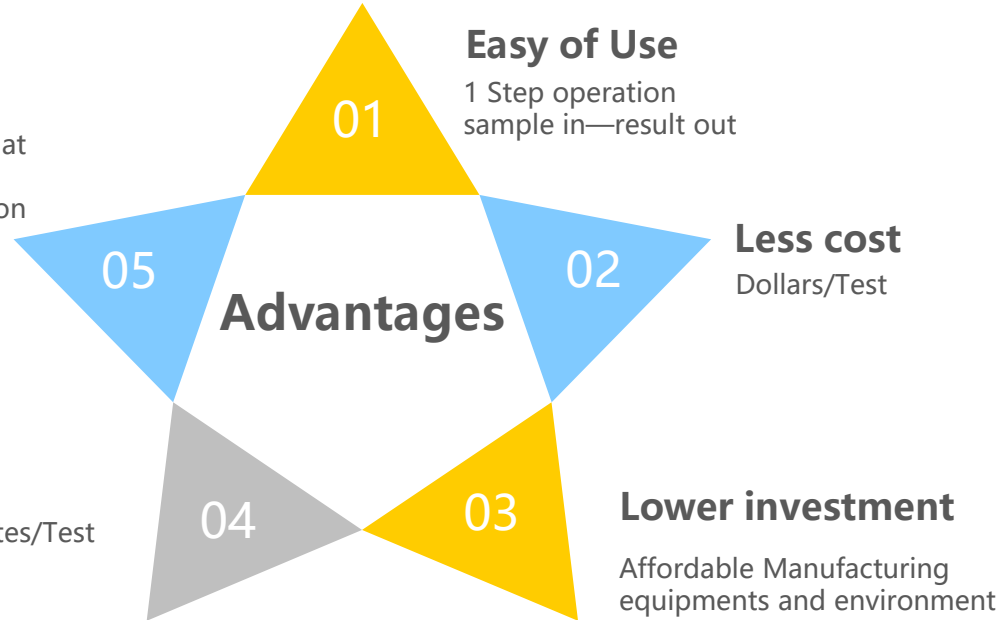 01
Easy of Use
1 Step operation
sample in—result out
at
on
05
02
Less cost
Dollars/Test
Advantages
04
03
Lower investment
Affordable Manufacturing
equipments and environment
tes/Test